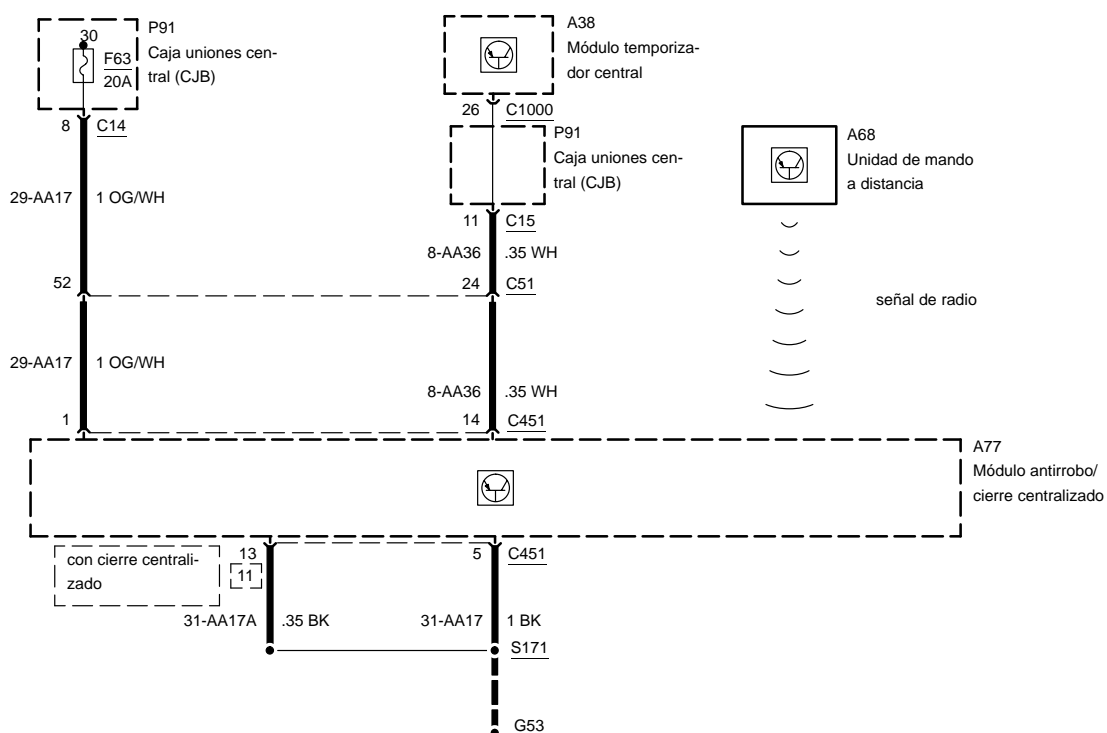 30
F63
20A
P91
Caja uniones cen-
tral (CJB)
8 C14
29-AA17 1 OG/WH
52
29-AA17 1 OG/WH
1
A38
Módulo temporiza-
dor central
26 C1000
P91
Caja uniones cen-
tral (CJB)
11 C15
8-AA36 .35 WH
24 C51
8-AA36 .35 WH
14 C451
A68
Unidad de mando
a distancia
señal de radio
A77
Módulo antirrobo/
cierre centralizado
con cierre centrali-
zado
13
11
31-AA17A .35 BK
5 C451
31-AA17 1 BK
S171
G53